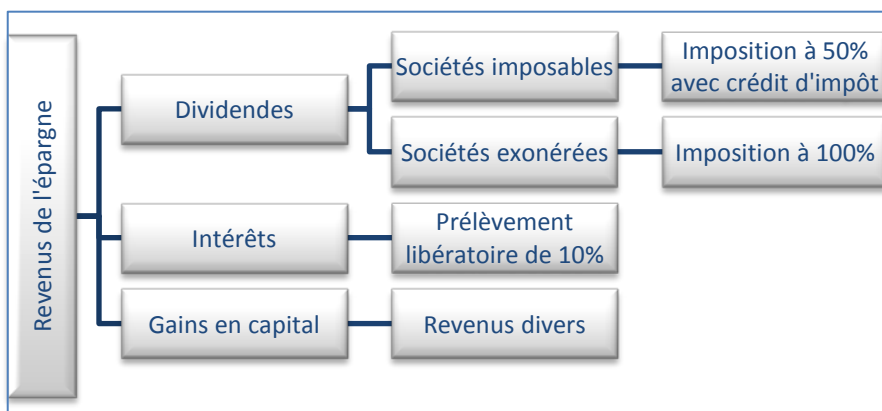 Revenus de l'épargne
Dividendes
Sociétés imposables
Imposition à 50%
avec crédit d'impôt
Sociétés exonérées
Imposition à 100%
Intérêts
Prélèvement
libératoire de 10%
Gains en capital
Revenus divers